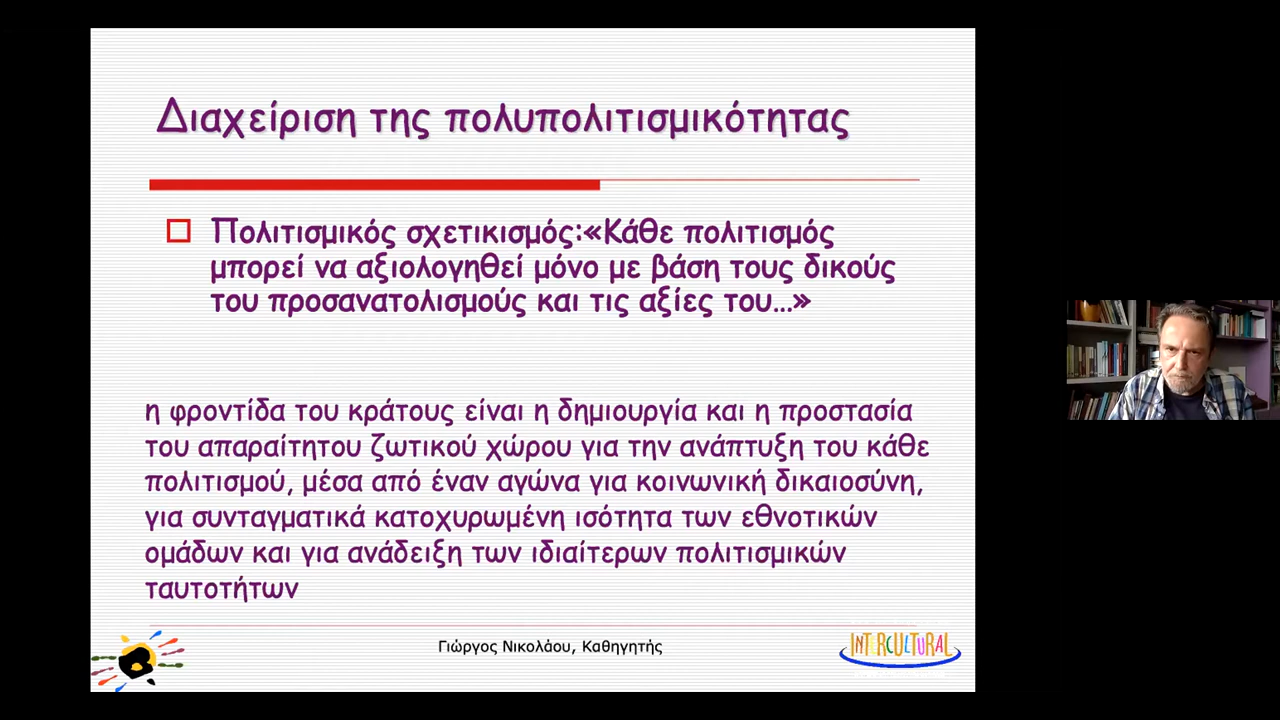 Διαχείριση της πολυπολιτισμικότητας
Πολιτισμικός σχετικισμός:«Κάθε πολιτισμός
μπορεί να αξιολογηθεί μόνο με βάση τους δικούς
του προσανατολισμούς και τις αξίες του…»
η φροντίδα του κράτους είναι η δημιουργία και η προστασία
του απαραίτητου ζωτικού χώρου για την ανάπτυξη του κάθε
πολιτισμού, μέσα από έναν αγώνα για κοινωνική δικαιοσύνη,
για συνταγματικά κατοχυρωμένη ισότητα των εθνοτικών
ομάδων και για ανάδειξη των ιδιαίτερων πολιτισμικών
ταυτοτήτων
Γιώργος Νικολάου, Καθηγητής
INTERCULTURAL